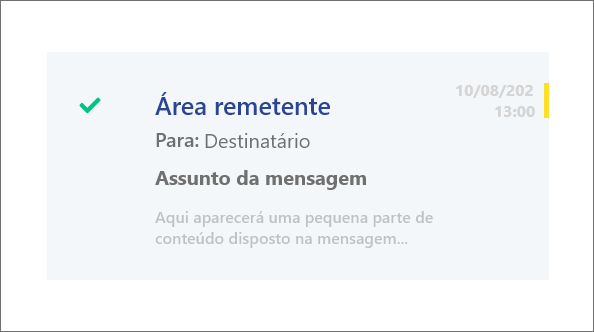 Área remetente
10/08/202
13:00
Para: Destinatário
Assunto da mensagem
Aqui aparecerá uma pequena parte de
conteúdo disposto na mensagem...